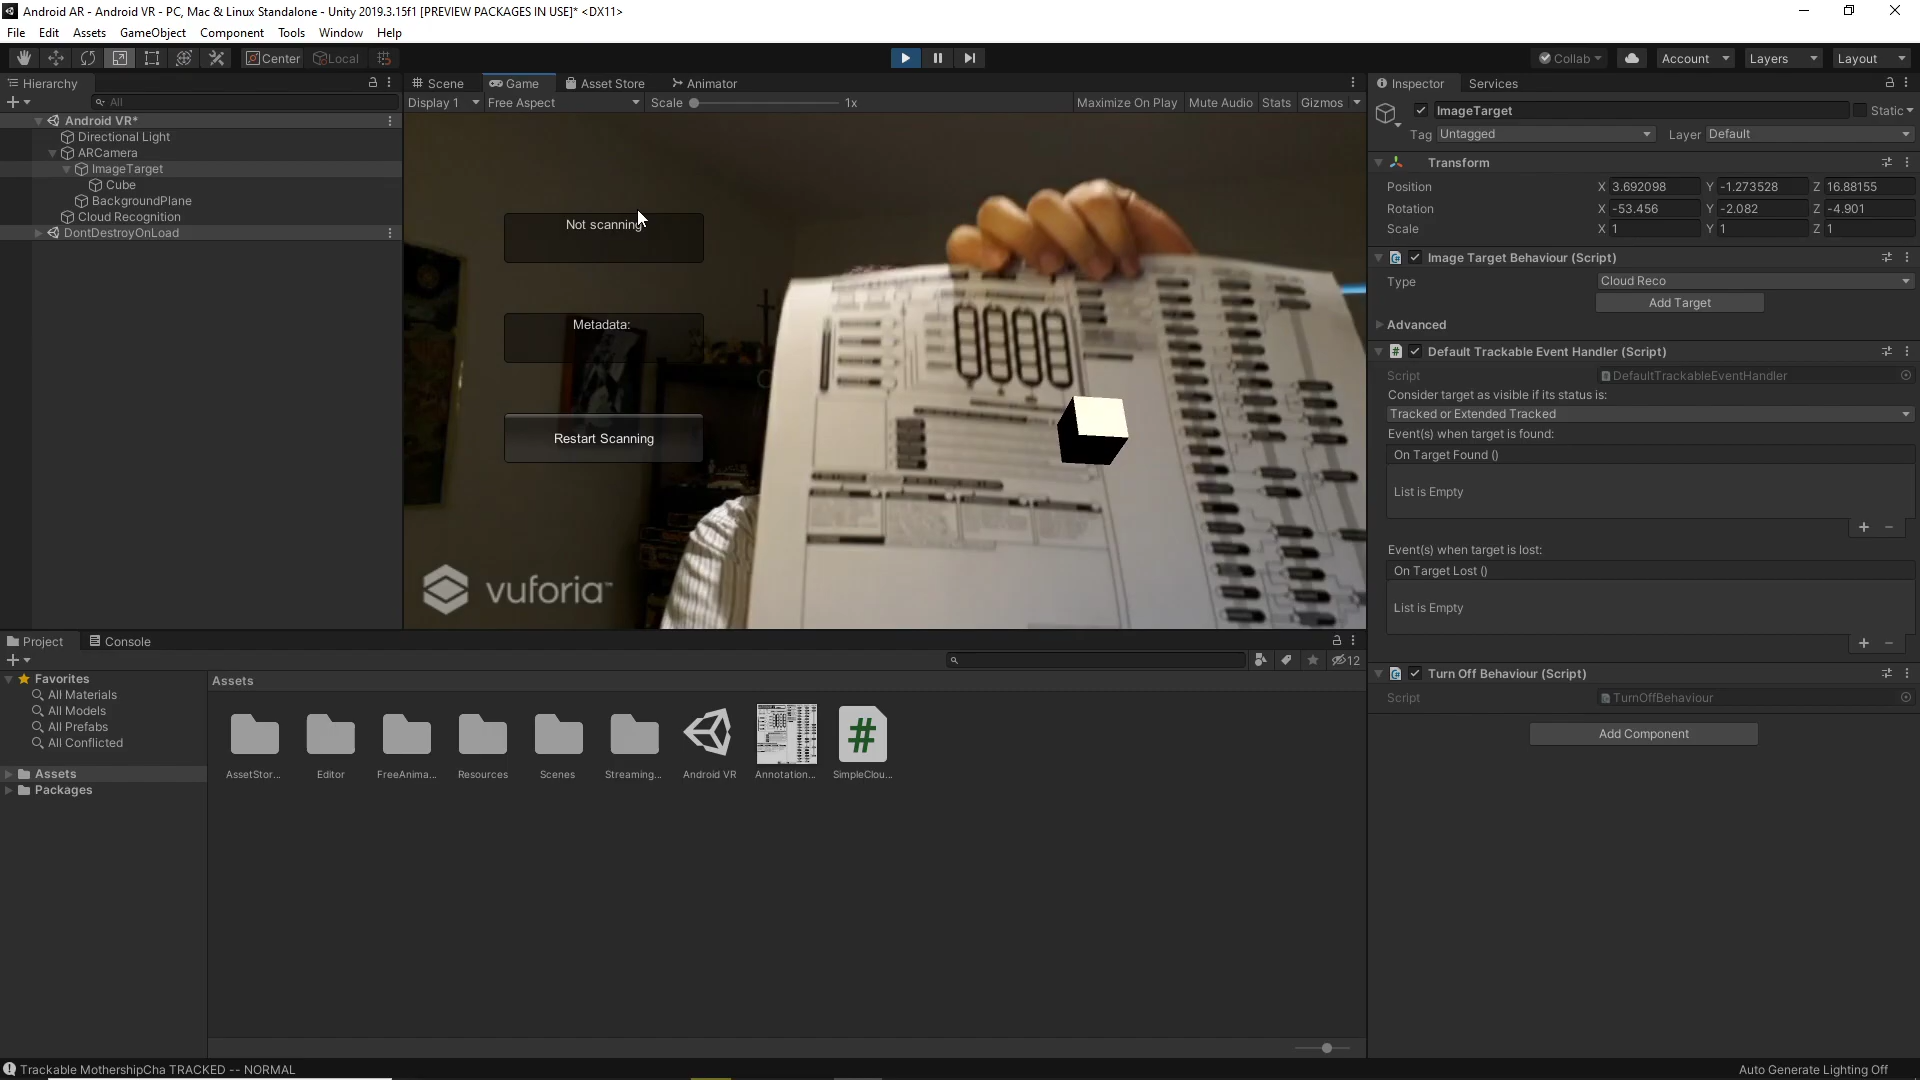 Android AR - Android VR - PC, Mac & Linux Standalone - Unity 2019.3.15f1 [PREVIEW PACKAGES IN USE]* <DX11>
File Edit Assets GameObject Component Tools Window Help
Center Local Collab Account Layers Layout
Hierarchy
All
Android VR*
Directional Light
ARCamera
ImageTarget
Cube
BackgroundPlane
Cloud Recognition
DontDestroyOnLoad
Scene Game Asset Store Animator
Display 1 Free Aspect Scale 1x Maximize On Play Mute Audio Stats Gizmos
Not scanning
Metadata:
Restart Scanning
vuforia™
Inspector Services
ImageTarget Static
Tag Untagged Layer Default
Transform
Position X 3.692098 Y -1.273528 Z 16.88155
Rotation X -53.456 Y -2.082 Z -4.901
Scale X 1 Y 1 Z 1
Image Target Behaviour (Script)
Type Cloud Reco
Add Target
Advanced
Default Trackable Event Handler (Script)
Script DefaultTrackableEventHandler
Consider target as visible if its status is:
Tracked or Extended Tracked
Event(s) when target is found:
On Target Found ()
List is Empty
Event(s) when target is lost:
On Target Lost ()
List is Empty
Turn Off Behaviour (Script)
Script TurnOffBehaviour
Add Component
Project Console
12
Favorites
All Materials
All Models
All Prefabs
All Conflicted
Assets
Packages
Assets
AssetStor... Editor FreeAnima... Resources Scenes Streaming... Android VR Annotation... SimpleClou...
Trackable MothershipCha TRACKED -- NORMAL
Auto Generate Lighting Off